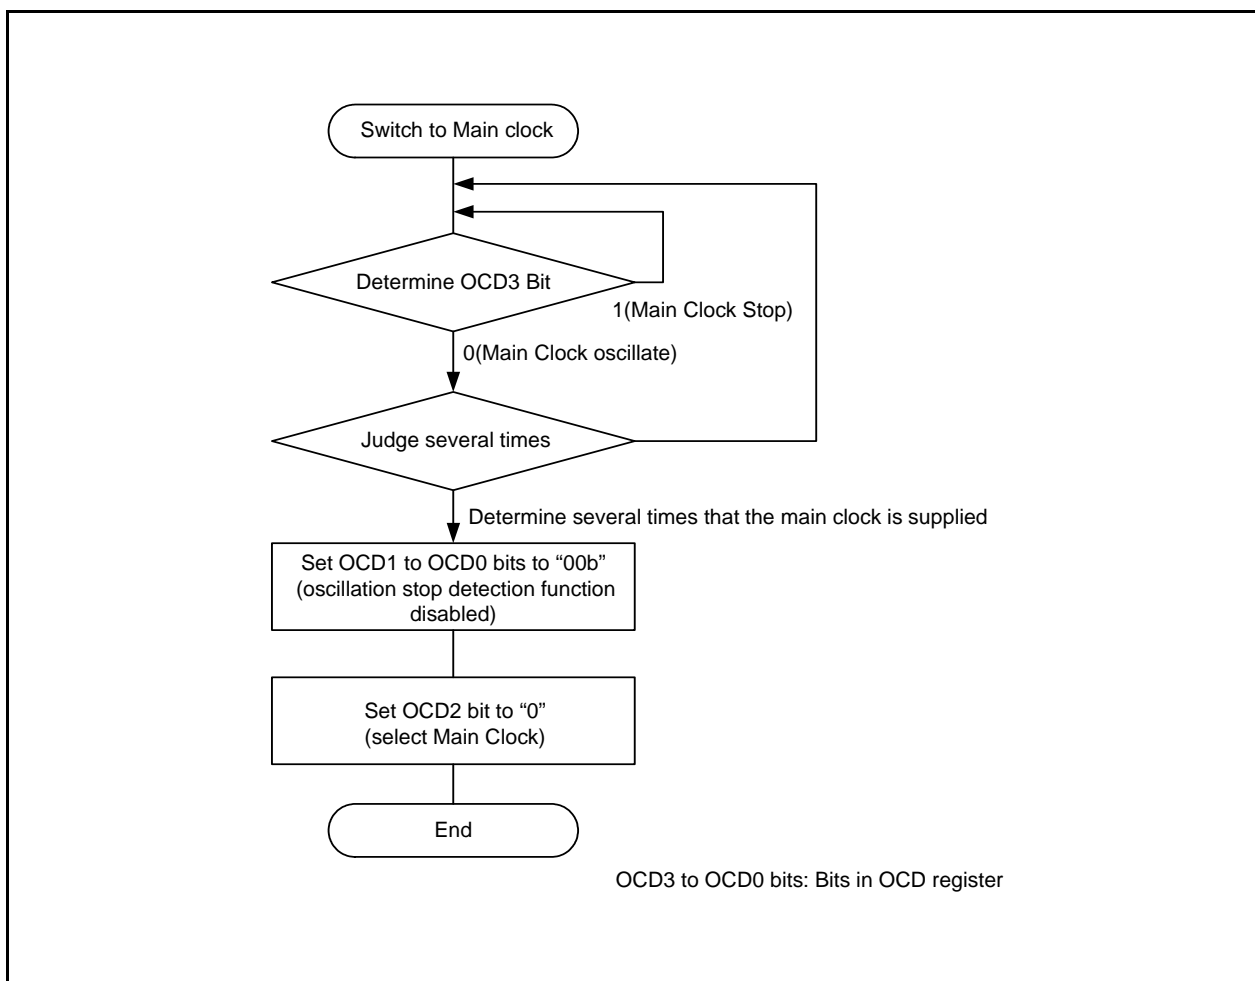 Switch to Main clock
Determine OCD3 Bit
1(Main Clock Stop)
0(Main Clock oscillate)
Judge several times
Determine several times that the main clock is supplied
Set OCD1 to OCD0 bits to “00b”
(oscillation stop detection function
disabled)
Set OCD2 bit to “0”
(select Main Clock)
End
OCD3 to OCD0 bits: Bits in OCD register